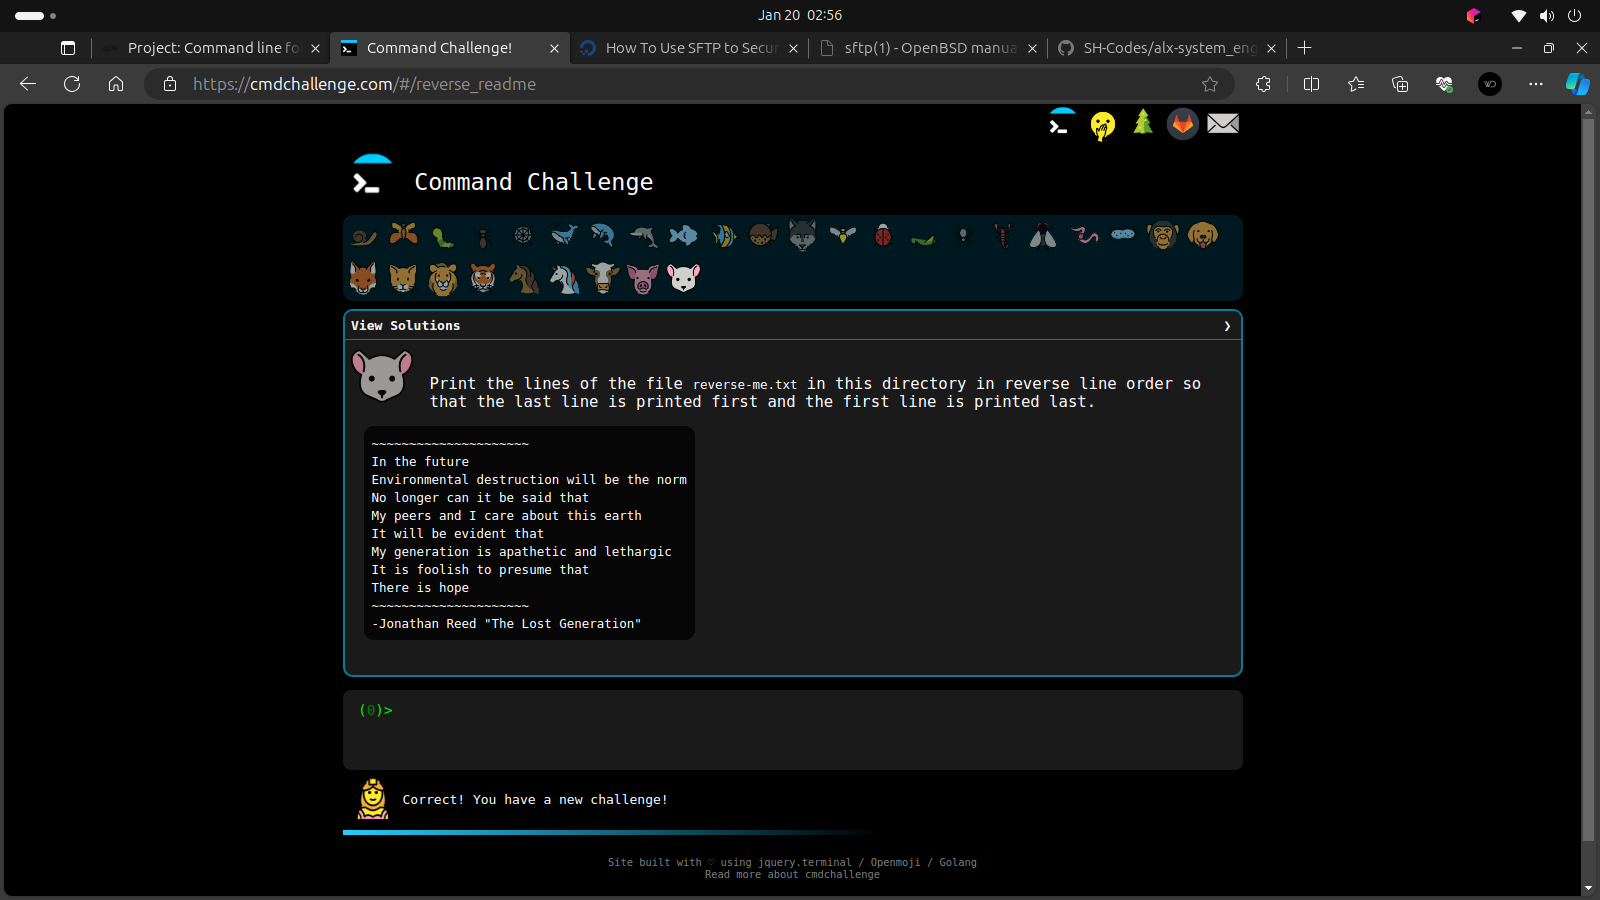 Jan 20 02:56
Project: Command line fo
Command Challenge!
How To Use SFTP to Secur
sftp(1) - OpenBSD manua
SH-Codes/alx-system_eng
https://cmdchallenge.com/#/reverse_readme
Command Challenge
View Solutions
Print the lines of the file reverse-me.txt in this directory in reverse line order so
that the last line is printed first and the first line is printed last.
~~~~~~~~~~~~~~~~~~~~~
In the future
Environmental destruction will be the norm
No longer can it be said that
My peers and I care about this earth
It will be evident that
My generation is apathetic and lethargic
It is foolish to presume that
There is hope
~~~~~~~~~~~~~~~~~~~~~
-Jonathan Reed "The Lost Generation"
(0)>
Correct! You have a new challenge!
Site built with ♡ using jquery.terminal / Openmoji / Golang
Read more about cmdchallenge